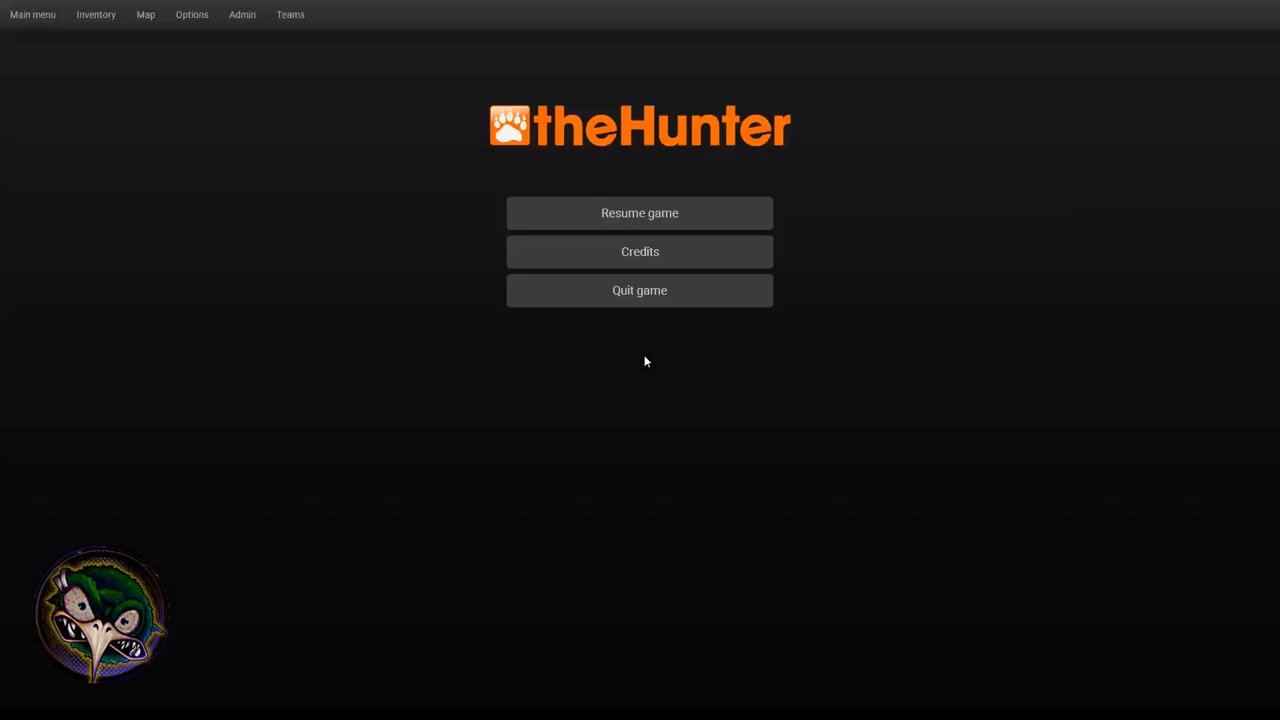 Main menu Inventory Map Options Admin Teams
theHunter
Resume game
Credits
Quit game